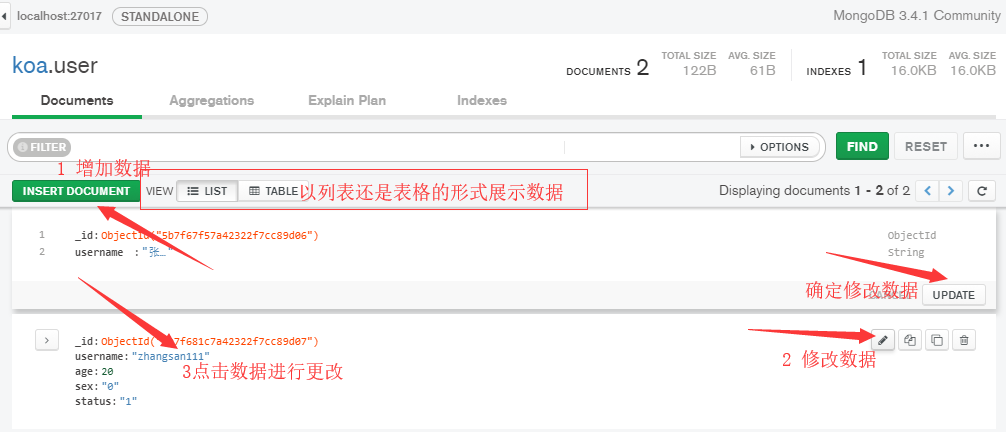 localhost:27017 STANDALONE MongoDB 3.4.1 Community
koa.user
DOCUMENTS 2 TOTAL SIZE 122B AVG. SIZE 61B INDEXES 1 TOTAL SIZE 16.0KB AVG. SIZE 16.0KB
Documents Aggregations Explain Plan Indexes
FILTER OPTIONS FIND RESET ...
1 增加数据
INSERT DOCUMENT VIEW LIST TABLE 以列表还是表格的形式展示数据 Displaying documents 1 - 2 of 2
1 _id:ObjectId("5b7f67f57a42322f7cc89d06") ObjectId
2 username :"张…" String
确定修改数据 UPDATE
_id:ObjectId("5b7f681c7a42322f7cc89d07")
username:"zhangsan111"
2 修改数据
age:20
3点击数据进行更改
sex:"0"
status:"1"